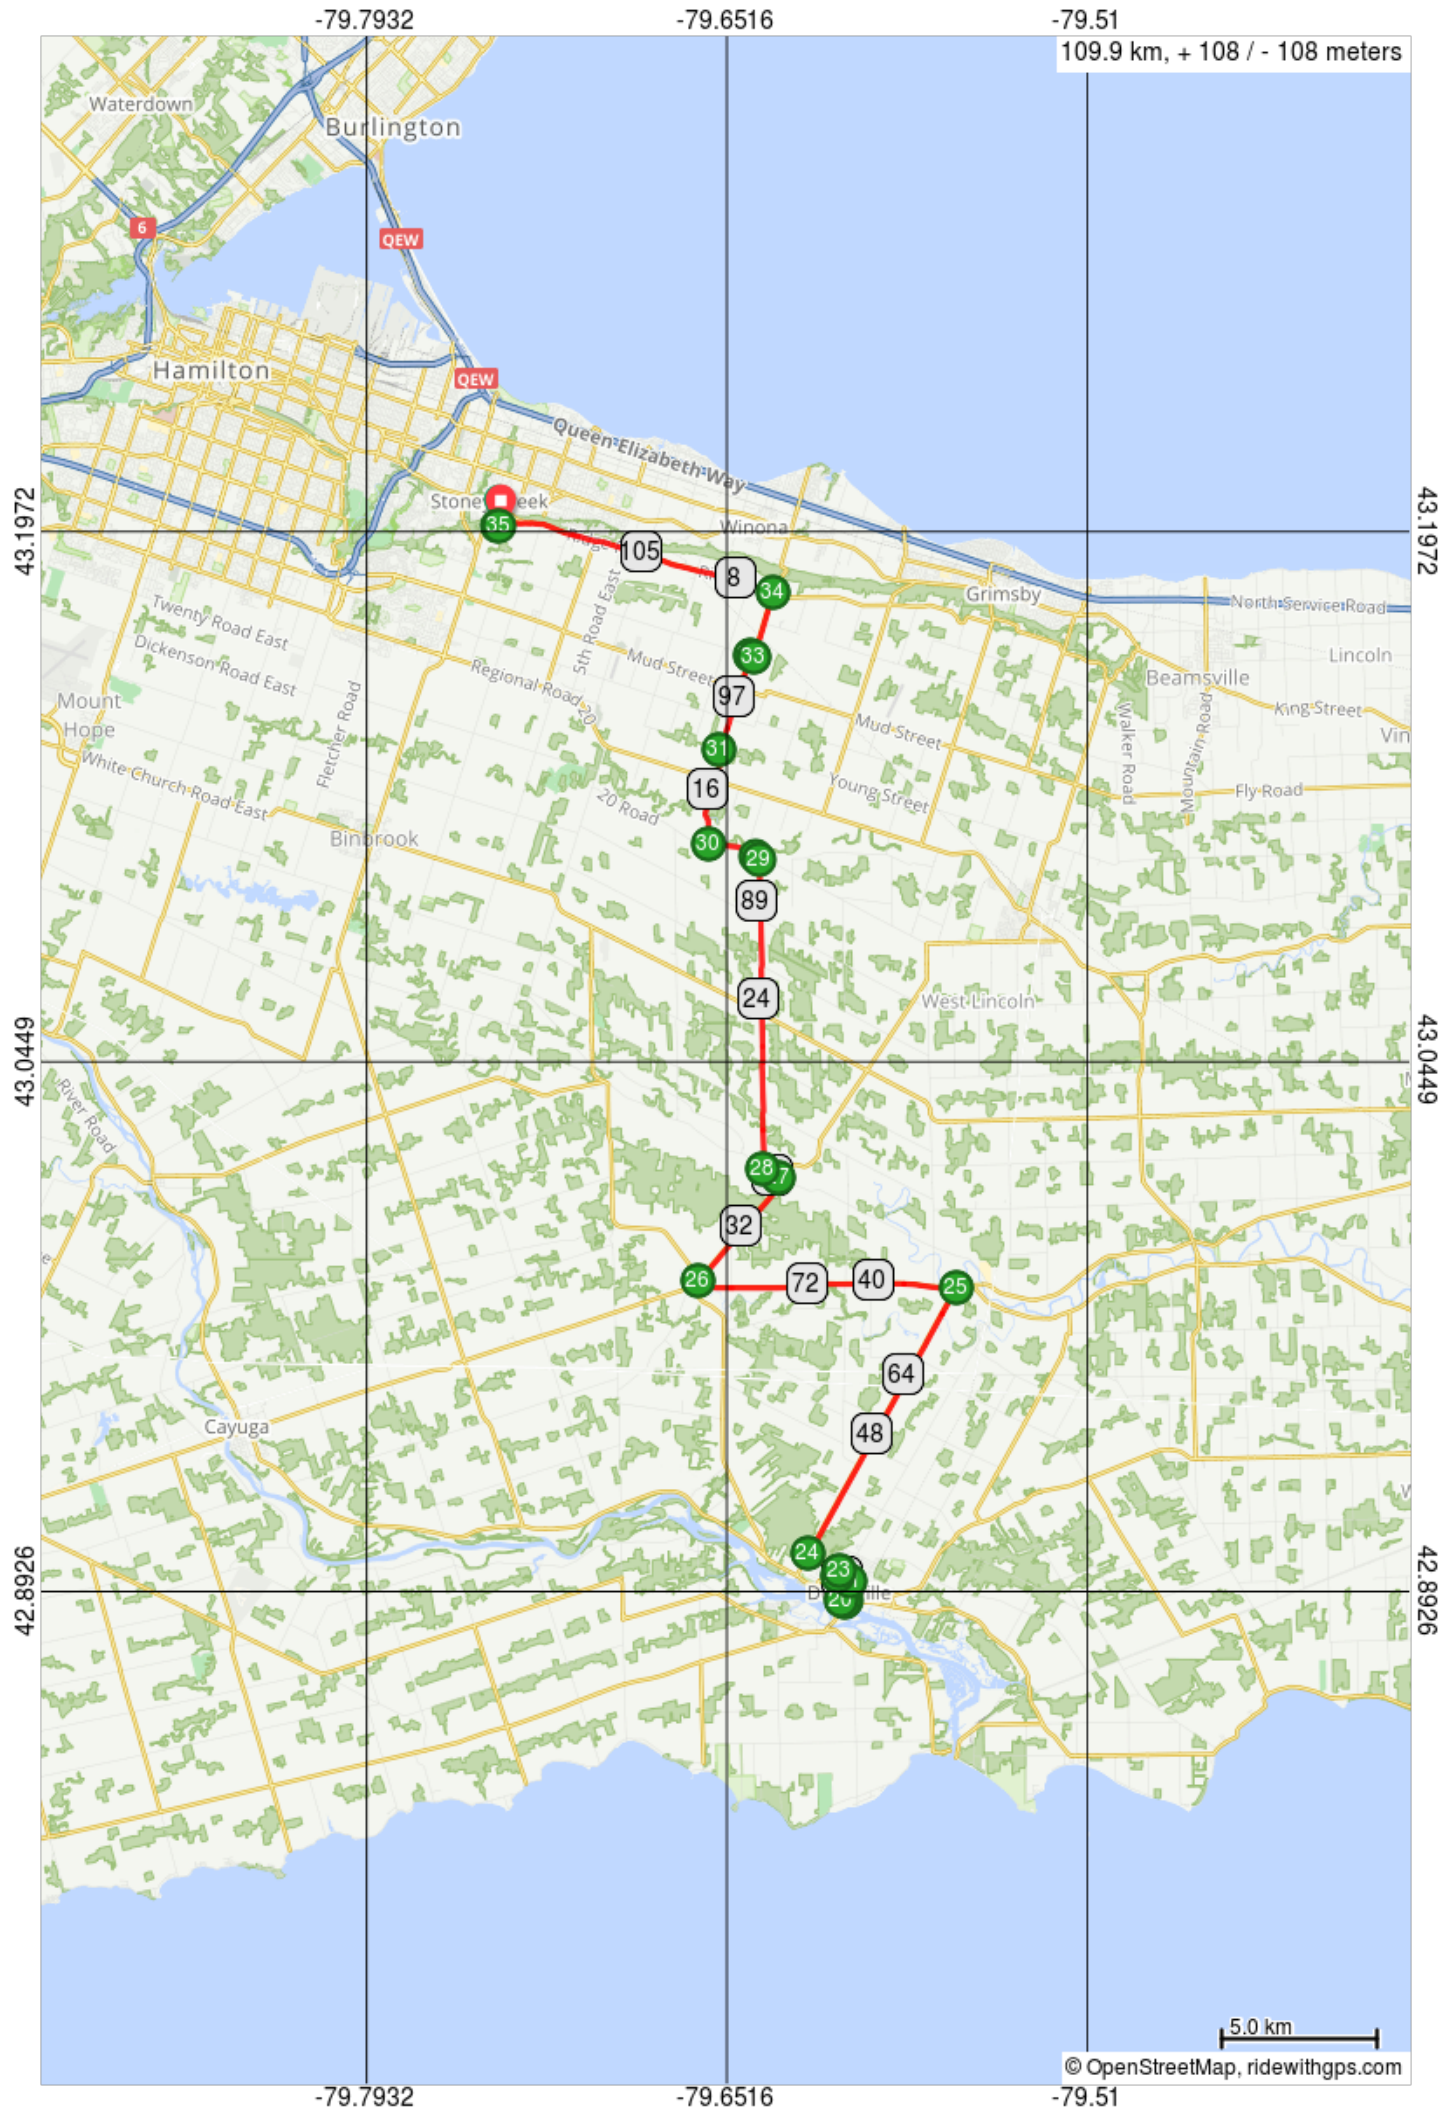 -79.7932
-79.6516
-79.51
109.9 km, + 108 / - 108 meters
Waterdown
Burlington
6
QEW
Hamilton
QEW
Queen Elizabeth Way
35
43.1972
Winona
43.1972
105
8
34
Grimsby
North Service Road
Twenty Road East
5th Road East
33
Mud Street
Lincoln
Dickenson Road East
Regional Road 20
Beamsville
Mount
Hope
Fletcher Road
97
Mud Street
Walker Road
Mountain Road
King Street
Vin
31
White Church Road East
16
20 Road
Young Street
Fly Road
Binbrook
30
29
89
24
West Lincoln
43.0449
43.0449
River Road
28
32
26
72
40
25
64
Cayuga
48
24
23
42.8926
20
42.8926
5.0 km
© OpenStreetMap, ridewithgps.com
-79.7932
-79.6516
-79.51